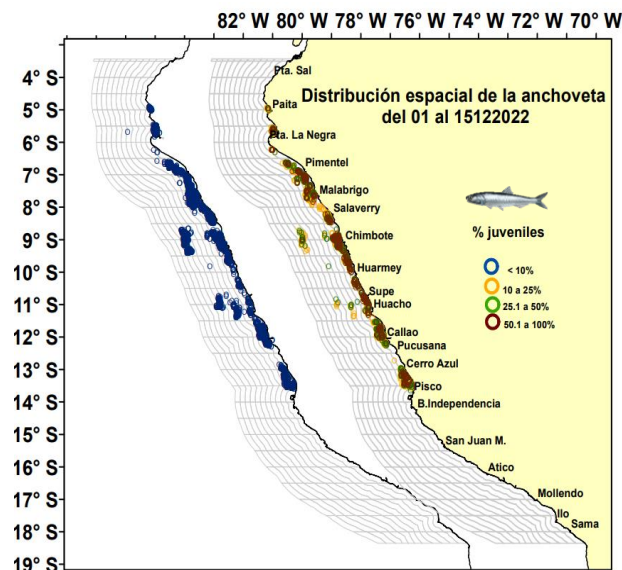 82° W 80° W 78° W 76° W 74° W 72° W 70° W
4° S
5° S
6° S
7° S
8° S
9° S
10° S
11° S
12° S
13° S
14° S
15° S
16° S
17° S
18° S
19° S
Distribución espacial de la anchoveta
del 01 al 15122022
Pta. Sal
Paita
Pta. La Negra
Pimentel
Malabrigo
Salaverry
Chimbote
Huarmey
Supe
Huacho
Callao
Pucusana
Cerro Azul
Pisco
B.Independencia
San Juan M.
Atico
Mollendo
Ilo
Sama
% juveniles
< 10%
10 a 25%
25.1 a 50%
50.1 a 100%